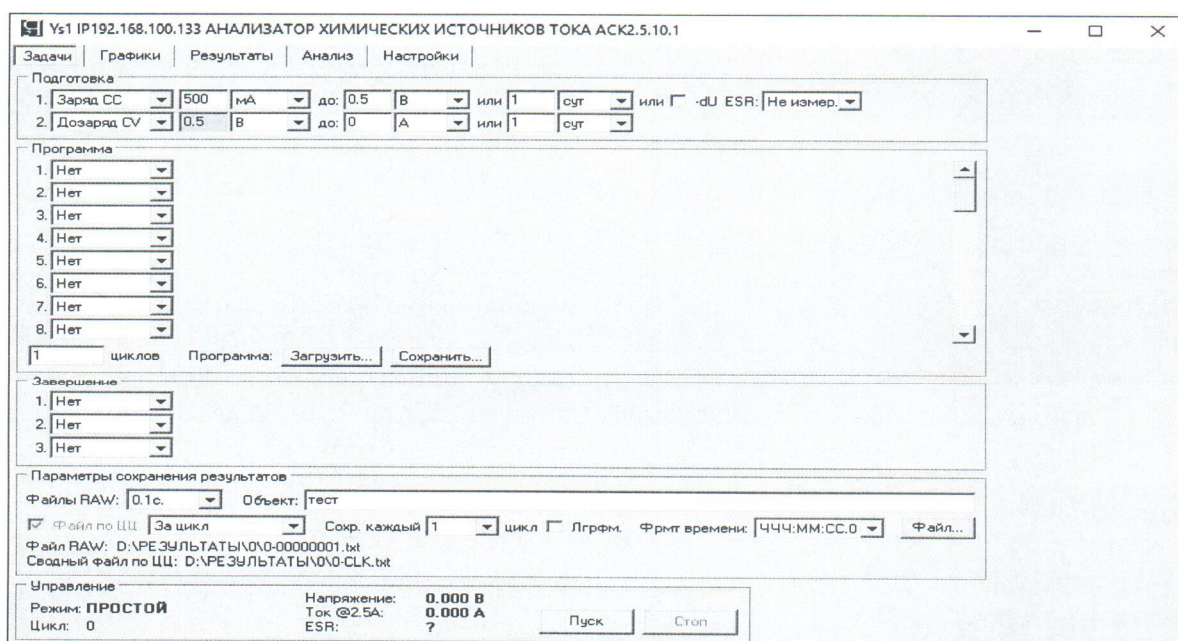 Ys1 IP192.168.100.133 АНАЛИЗАТОР ХИМИЧЕСКИХ ИСТОЧНИКОВ ТОКА АСК2.5.10.1
Задачи Графики Результаты Анализ Настройки
Подготовка
1. Заряд СС 500 мА до: 0.5 В или 1 сут или -dU ESR: Не измер.
2. Дозаряд CV 0.5 В до: 0 А или 1 сут
Программа
1. Нет
2. Нет
3. Нет
4. Нет
5. Нет
6. Нет
7. Нет
8. Нет
1 циклов Программа: Загрузить... Сохранить...
Завершение
1. Нет
2. Нет
3. Нет
Параметры сохранения результатов
Файлы RAW: 0.1с. Объект: тест
Файл по ЦЦ За цикл Сохр. каждый 1 цикл Лгрфм. Фрмт времени: ЧЧЧ:ММ:СС.0 Файл...
Файл RAW: D:\РЕЗУЛЬТАТЫ\0\0-00000001.txt
Сводный файл по ЦЦ: D:\РЕЗУЛЬТАТЫ\0\0-CLK.txt
Управление
Режим: ПРОСТОЙ Напряжение: 0.000 В
Ток @2.5А: 0.000 А
Цикл: 0 ESR: ? Пуск Стоп